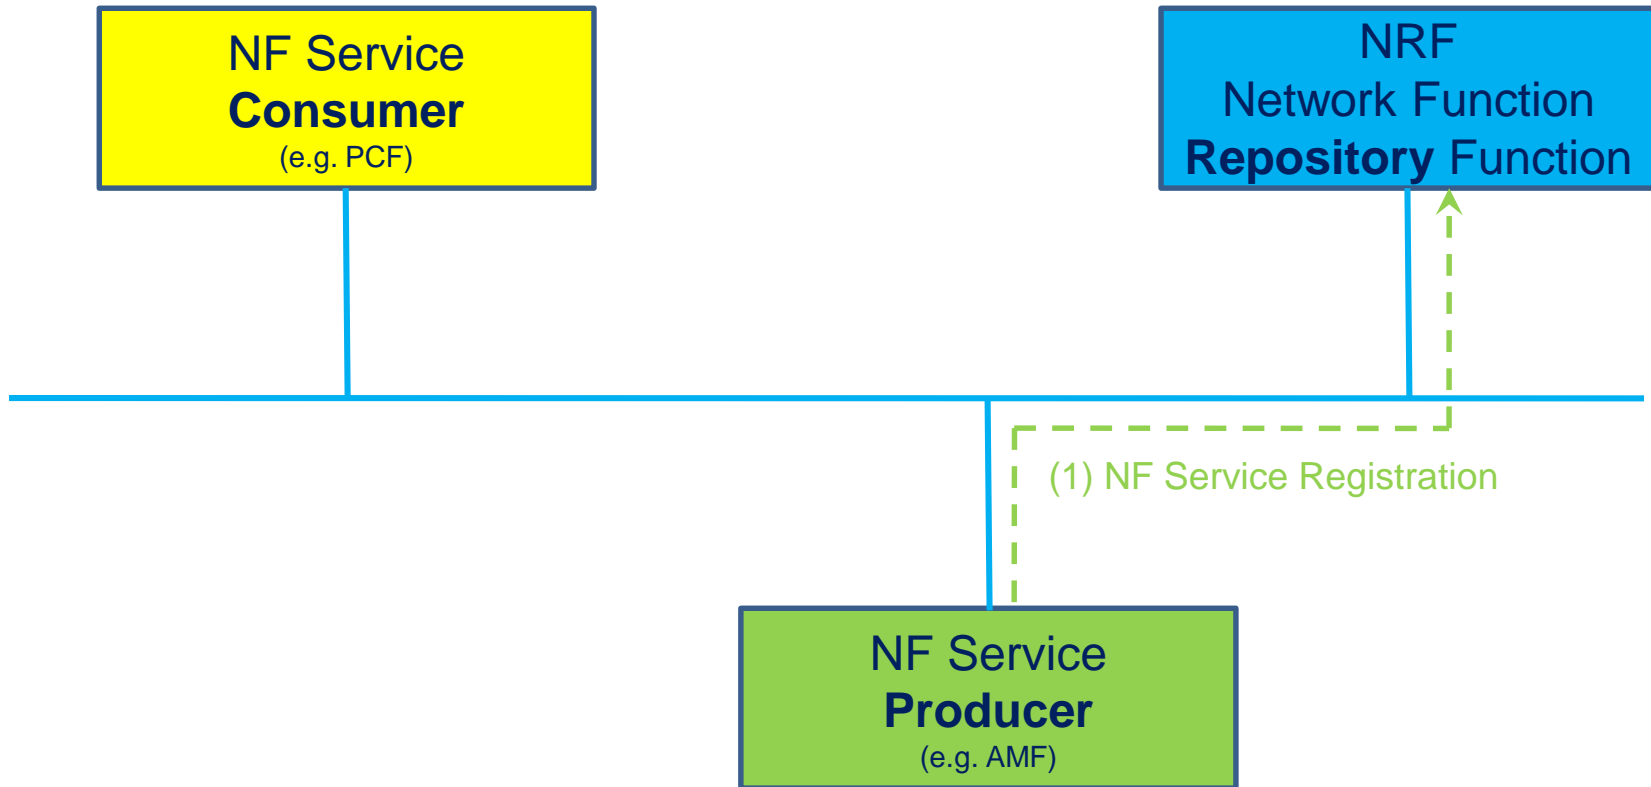 NF Service
Consumer
(e.g. PCF)
NRF
Network Function
Repository Function
(1) NF Service Registration
NF Service
Producer
(e.g. AMF)